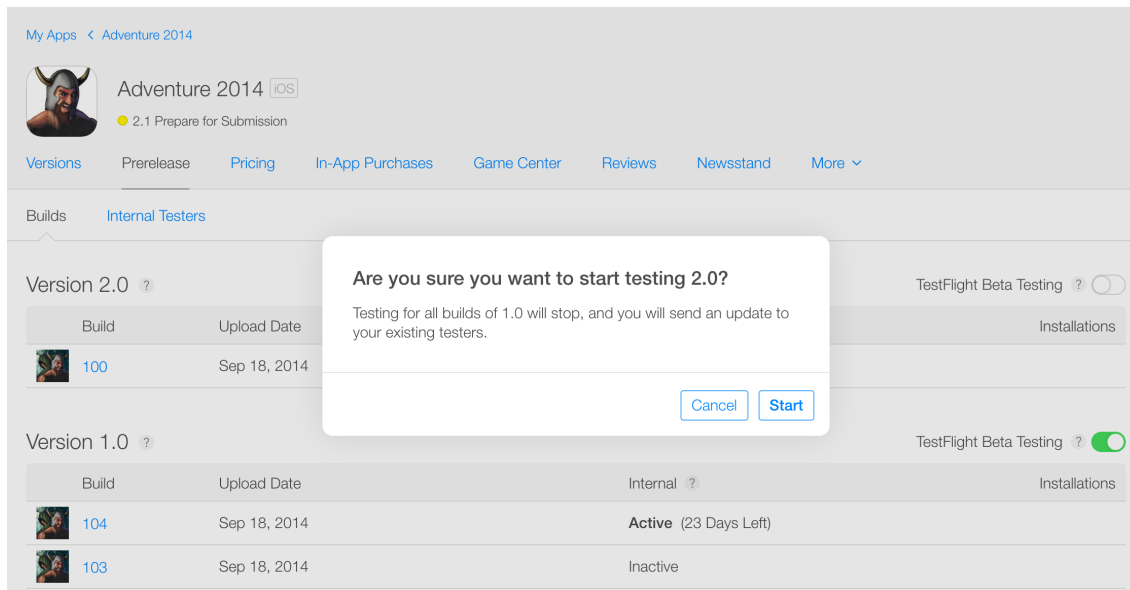 My Apps < Adventure 2014
Adventure 2014 iOS
2.1 Prepare for Submission
Versions Prerelease Pricing In-App Purchases Game Center Reviews Newsstand More
Builds Internal Testers
Version 2.0 ? TestFlight Beta Testing ?
Build Upload Date Installations
100 Sep 18, 2014
Are you sure you want to start testing 2.0?
Testing for all builds of 1.0 will stop, and you will send an update to
your existing testers.
Cancel Start
Version 1.0 ? TestFlight Beta Testing ?
Build Upload Date Internal ? Installations
104 Sep 18, 2014 Active (23 Days Left)
103 Sep 18, 2014 Inactive